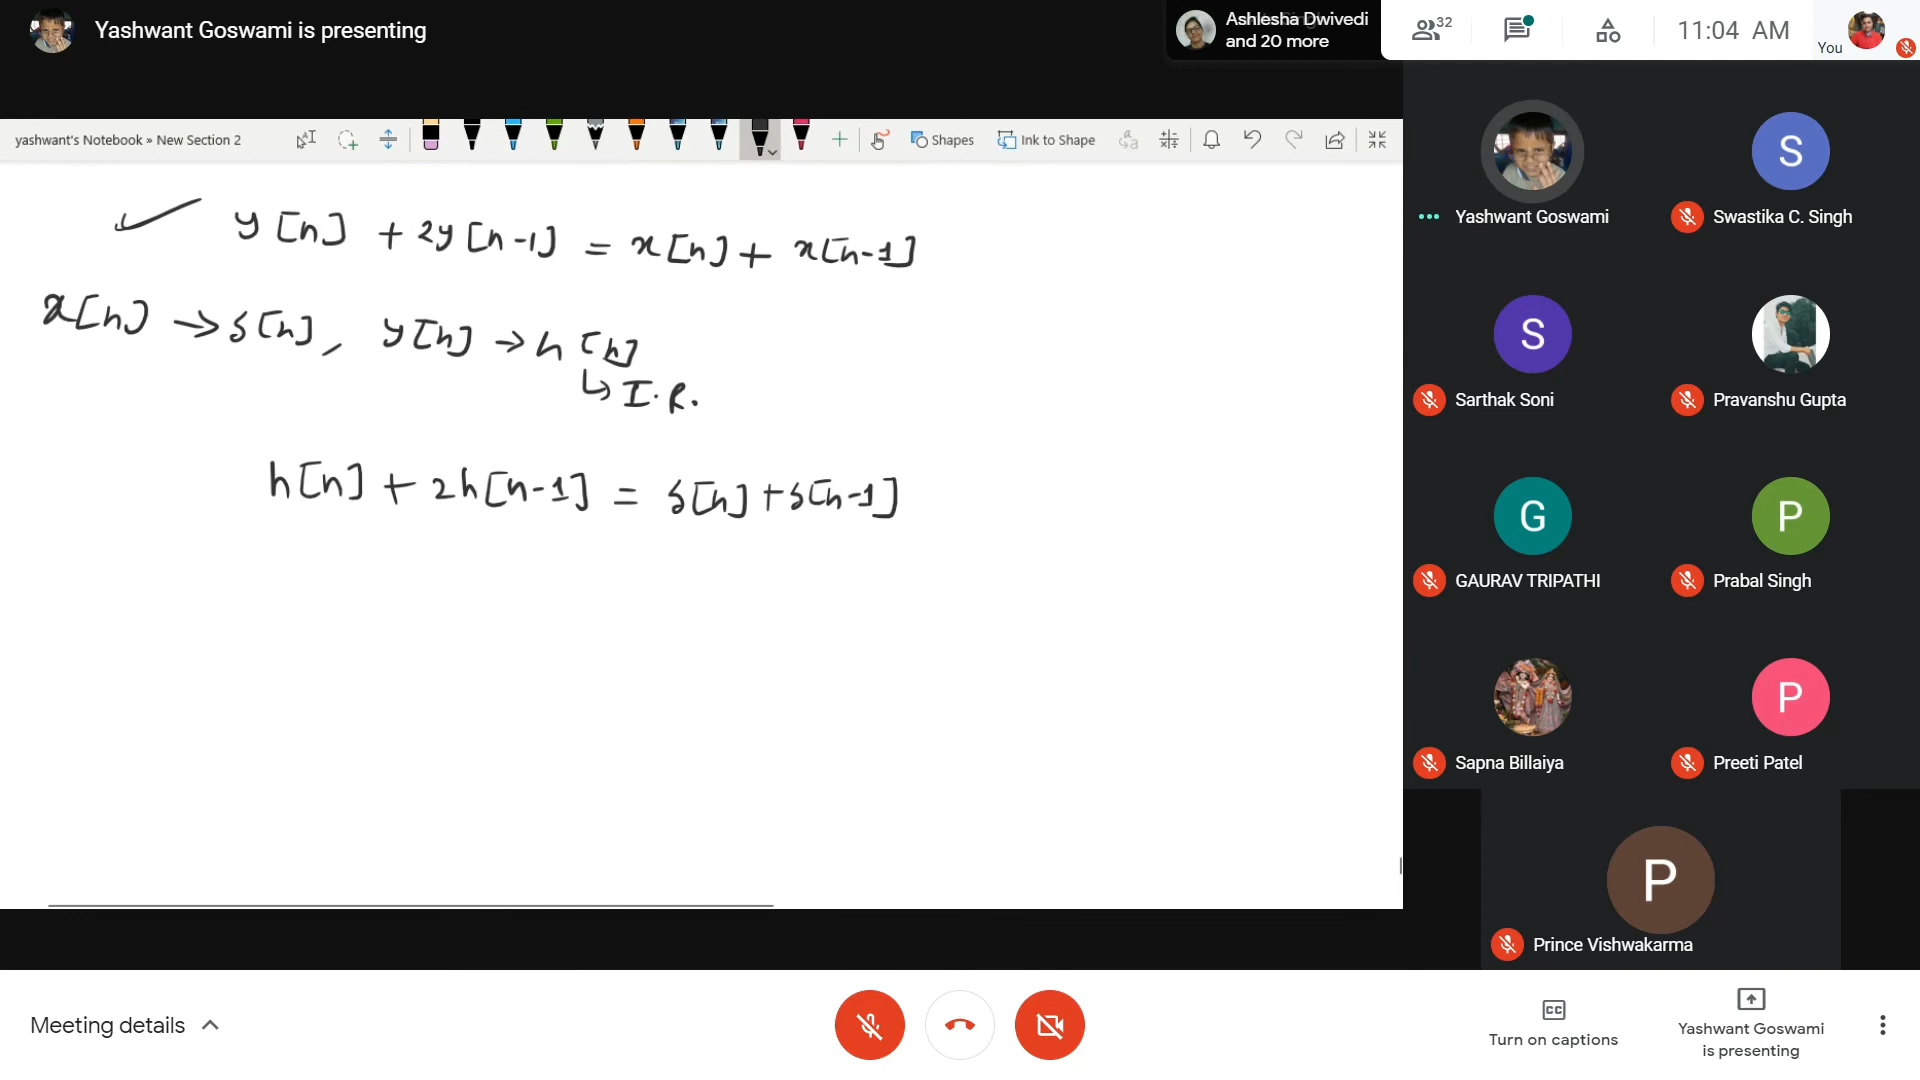 Yashwant Goswami is presenting
Ashlesha Dwivedi
and 20 more
32
11:04 AM
You
yashwant's Notebook » New Section 2
Shapes
Ink to Shape
y[n] + 2y[n-1] = x[n] + x[n-1]
x[n] → δ[n], y[n] → h[n]
↳ I.R.
h[n] + 2h[n-1] = δ[n] + δ[n-1]
Yashwant Goswami
S
Swastika C. Singh
S
Sarthak Soni
Pravanshu Gupta
G
GAURAV TRIPATHI
P
Prabal Singh
Sapna Billaiya
P
Preeti Patel
P
Prince Vishwakarma
Meeting details
CC
Turn on captions
Yashwant Goswami
is presenting